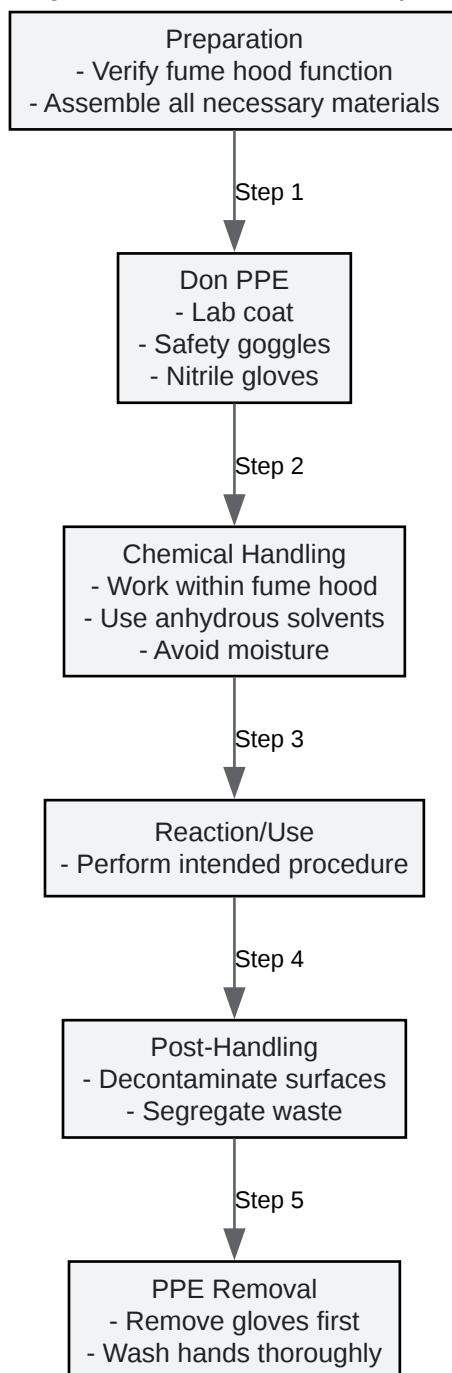 Preparation
- Verify fume hood function
- Assemble all necessary materials
Step 1
Don PPE
- Lab coat
- Safety goggles
- Nitrile gloves
Step 2
Chemical Handling
- Work within fume hood
- Use anhydrous solvents
- Avoid moisture
Step 3
Reaction/Use
- Perform intended procedure
Step 4
Post-Handling
- Decontaminate surfaces
- Segregate waste
Step 5
PPE Removal
- Remove gloves first
- Wash hands thoroughly